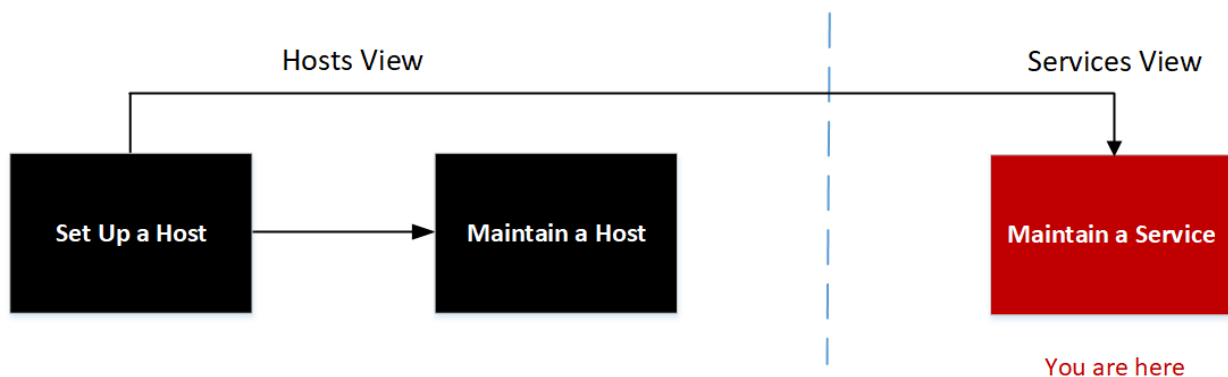 Hosts View
Services View
Set Up a Host
Maintain a Host
Maintain a Service
You are here